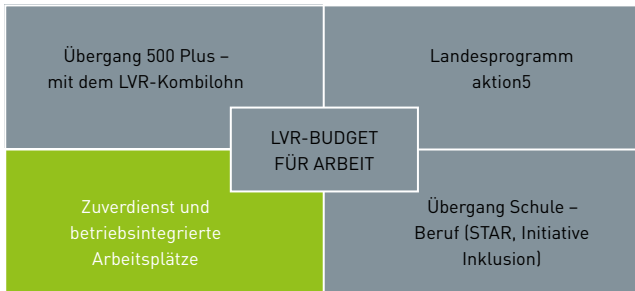 Übergang 500 Plus –
mit dem LVR-Kombilohn
Landesprogramm
aktion5
LVR-BUDGET
FÜR ARBEIT
Zuverdienst und
betriebsintegrierte
Arbeitsplätze
Übergang Schule –
Beruf (STAR, Initiative
Inklusion)